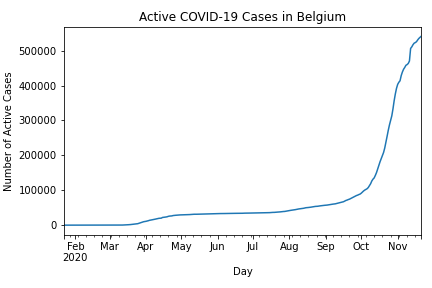 Active COVID-19 Cases in Belgium
Number of Active Cases
500000
400000
300000
200000
100000
0
Feb Mar Apr May Jun Jul Aug Sep Oct Nov
2020
Day